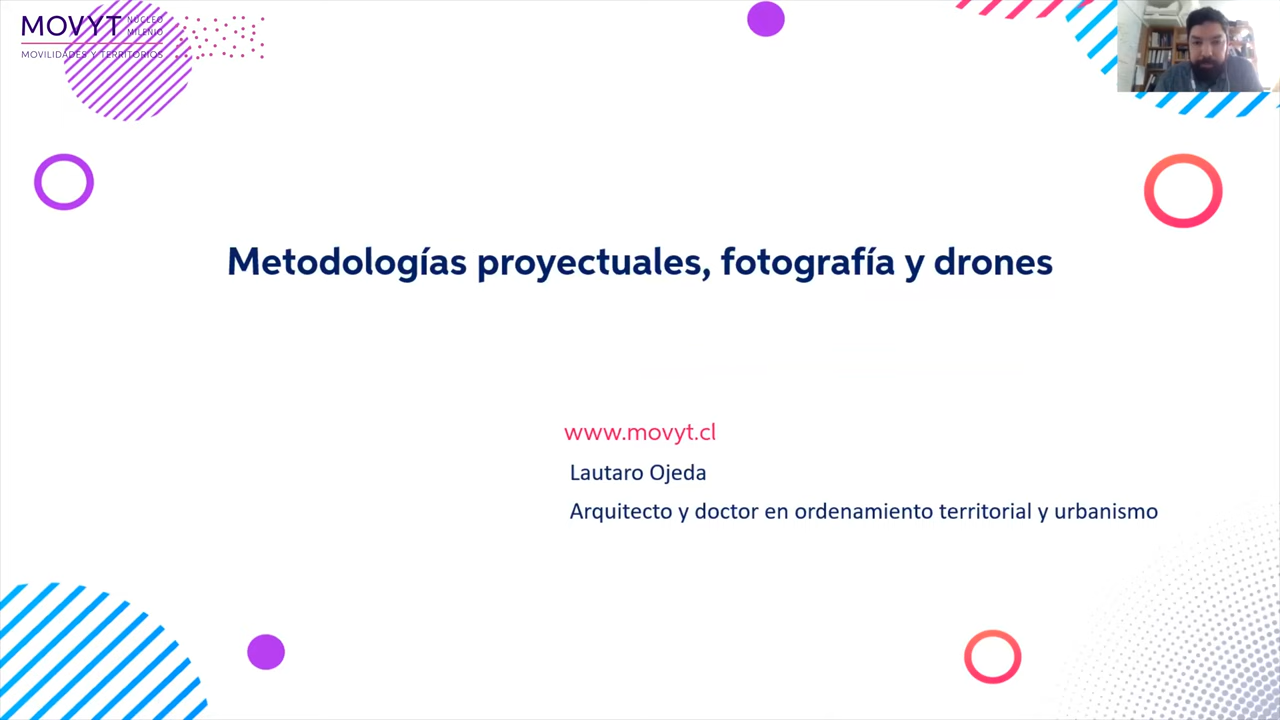 MOVYT NÚCLEO
MILENIO
MOVILIDADES Y TERRITORIOS
Metodologías proyectuales, fotografía y drones
www.movyt.cl
Lautaro Ojeda
Arquitecto y doctor en ordenamiento territorial y urbanismo